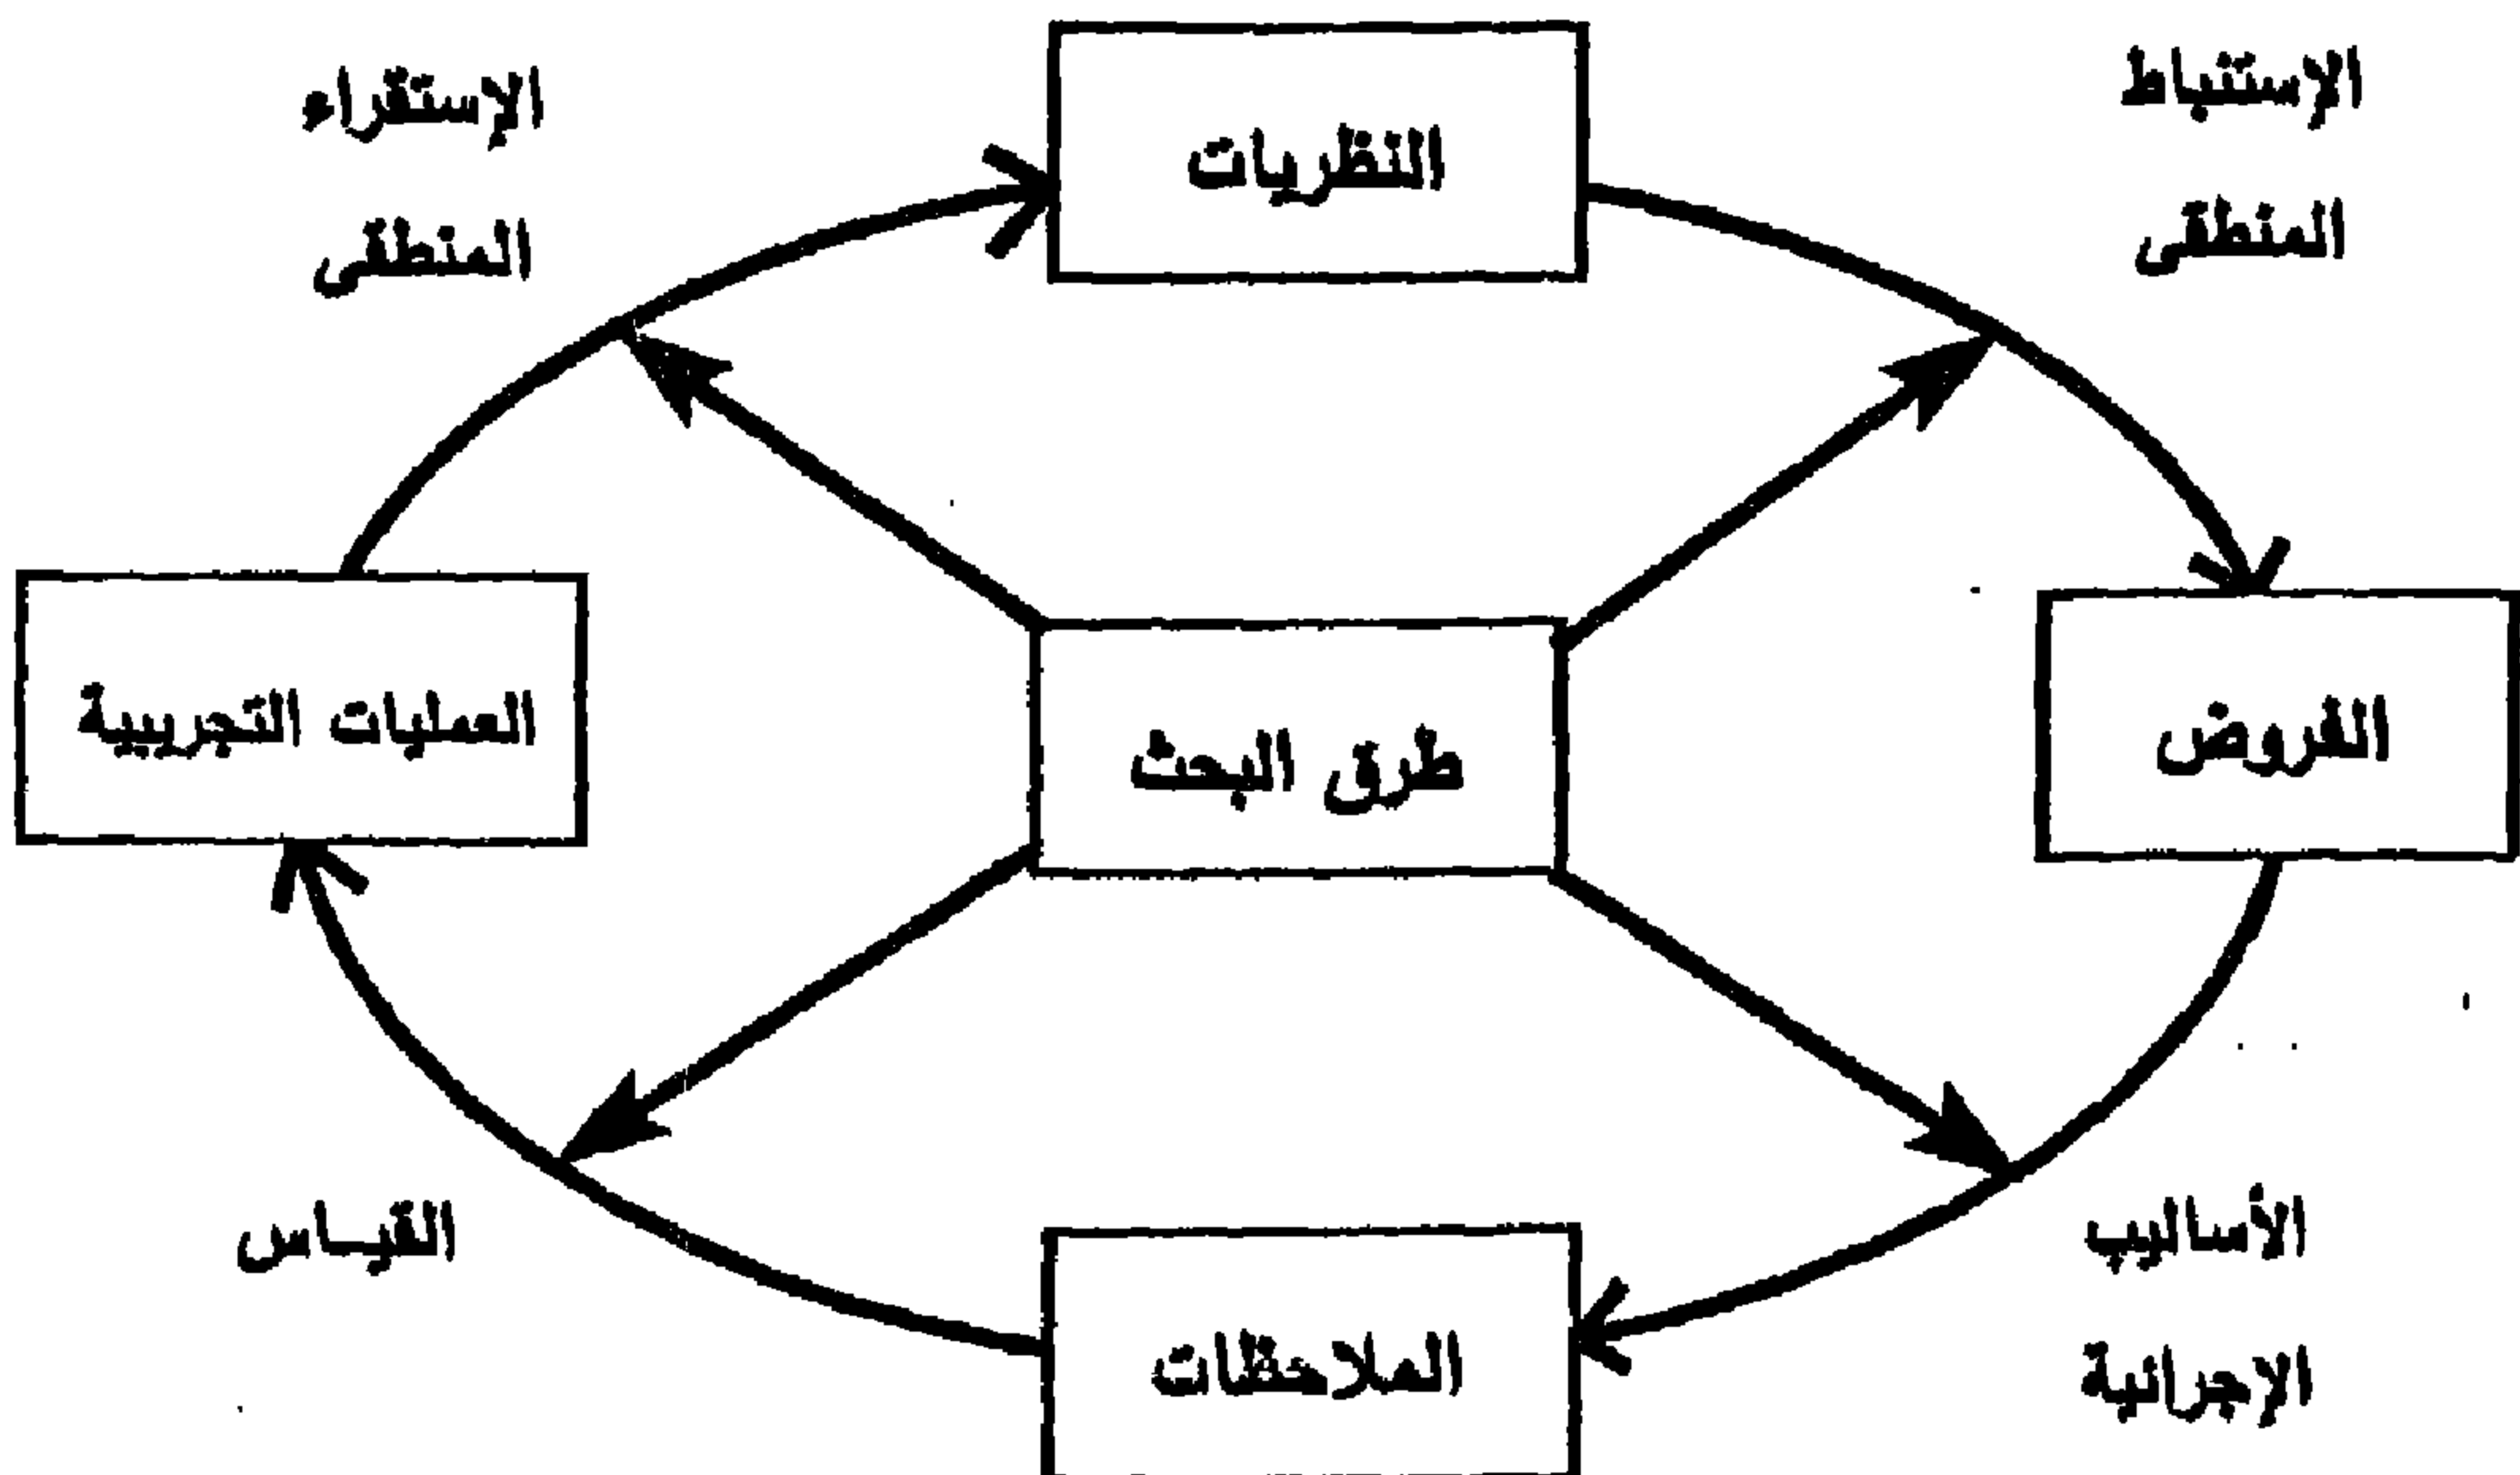 النظريات
الإستنباط
المنطقى
الإستقراء
المنطقى
الفروض
طرق البحث
العمليات التجريبية
الأساليب
الإجرائية
القياس
الملاحظات